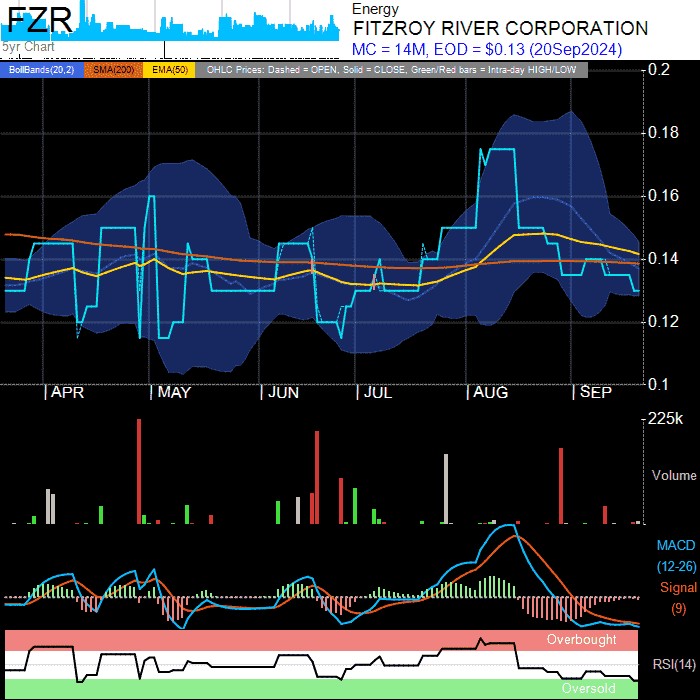 FZR
5yr Chart
Energy
FITZROY RIVER CORPORATION
MC = 14M, EOD = $0.13 (20Sep2024)
BollBands(20,2) SMA(200) EMA(50) OHLC Prices: Dashed = OPEN, Solid = CLOSE, Green/Red bars = Intra-day HIGH/LOW
0.2
0.18
0.16
0.14
0.12
0.1
| APR | MAY | JUN | JUL | AUG | SEP
225k
Volume
MACD
(12-26)
Signal
(9)
Overbought
RSI(14)
Oversold